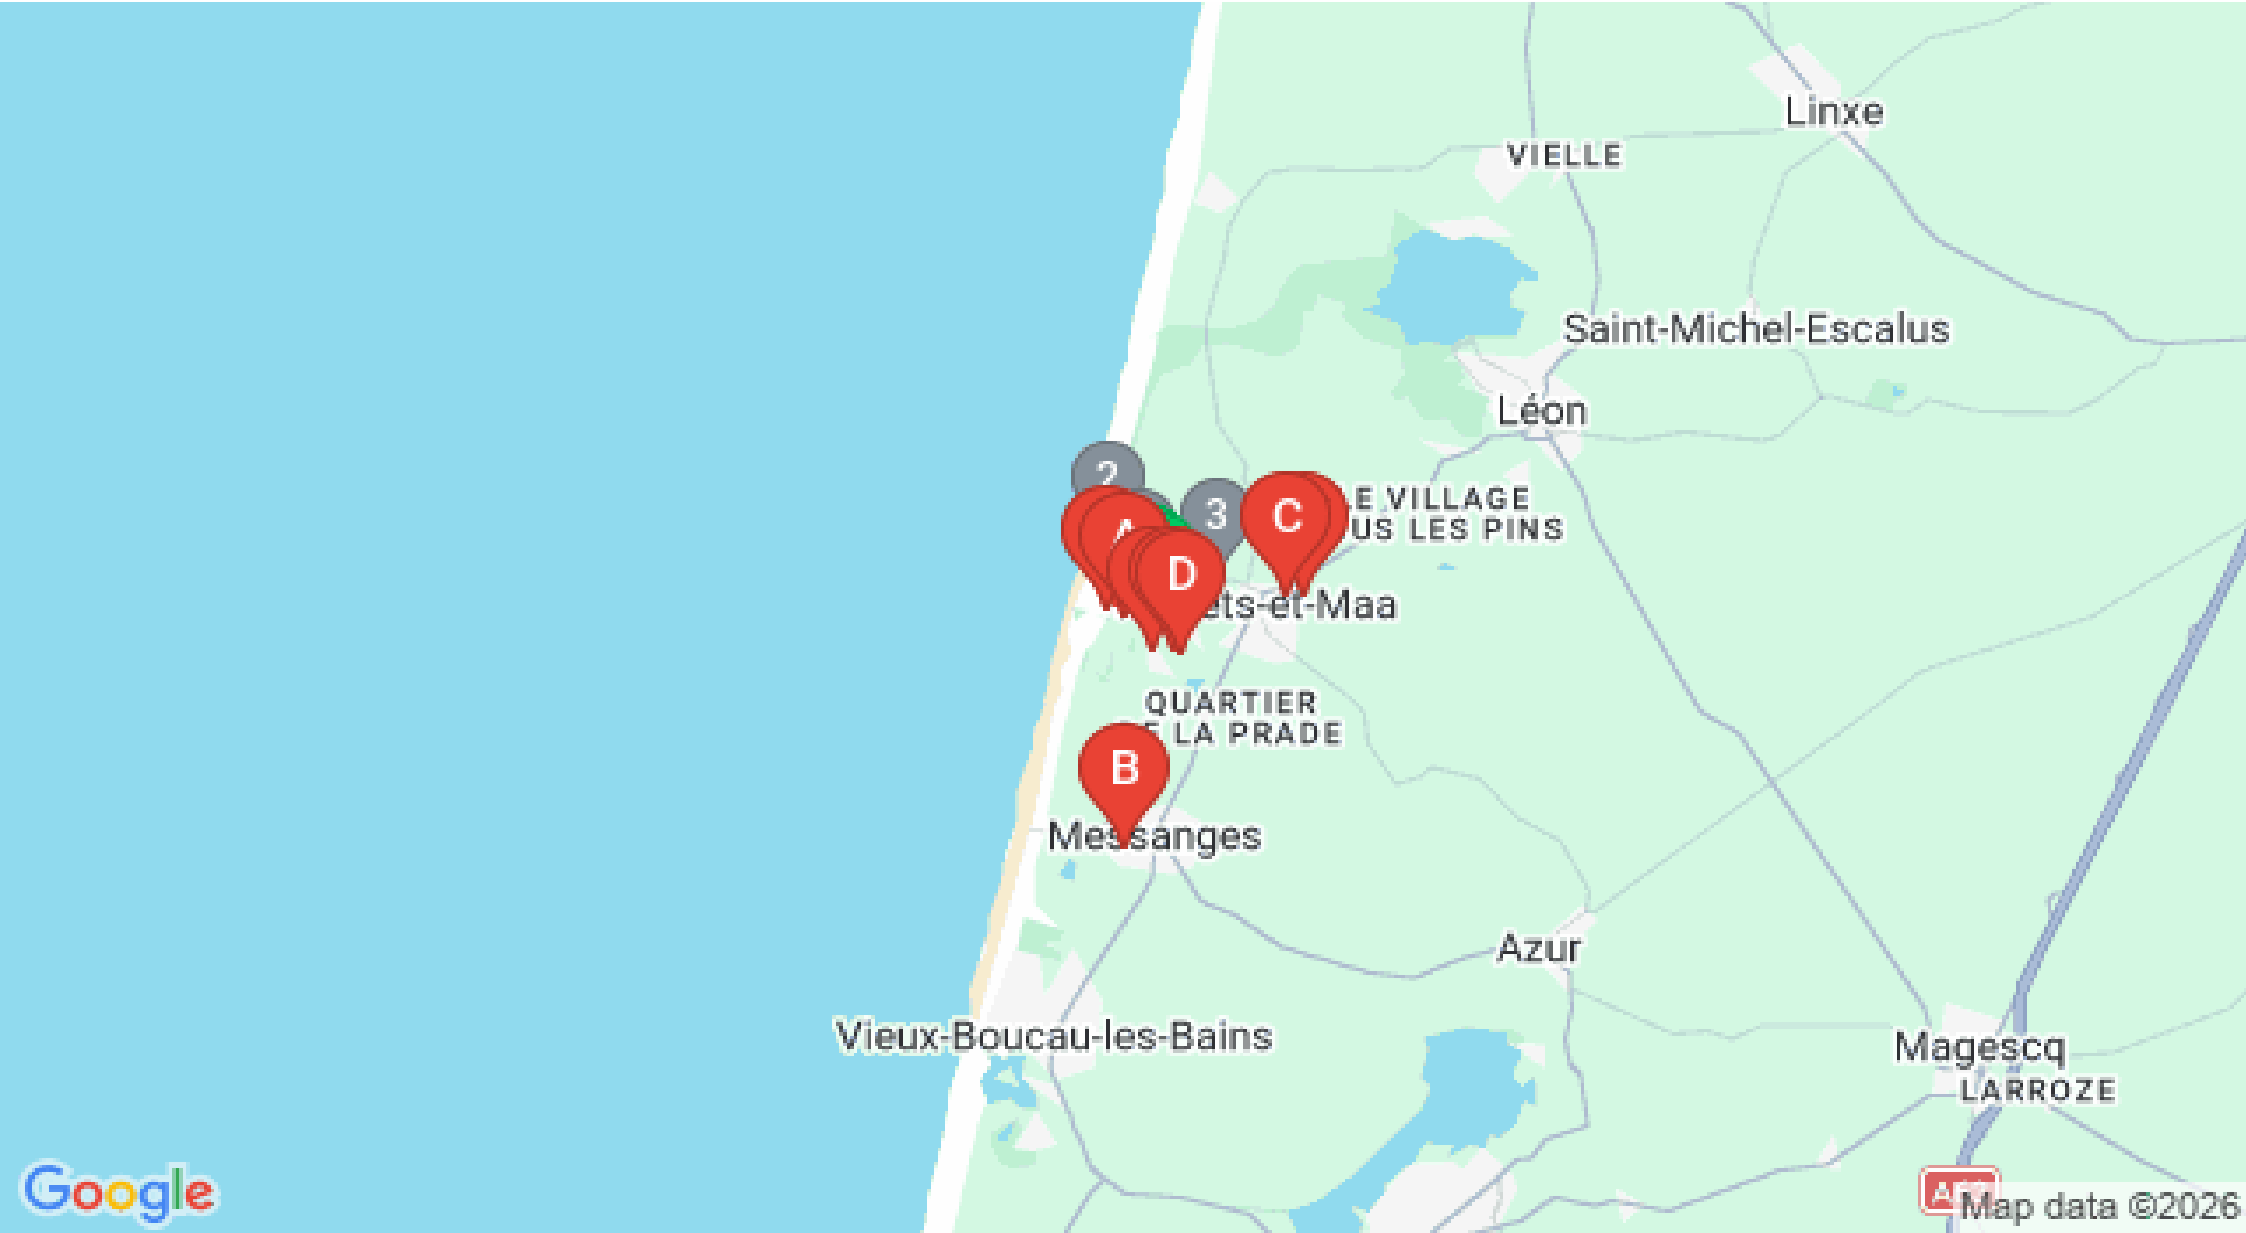 Linxe
VIELLE
Saint-Michel-Escalus
Léon
2
3
C
E VILLAGE
US LES PINS
A
D
ets-et-Maa
QUARTIER
LA PRADE
B
Messanges
Azur
Vieux-Boucau-les-Bains
Magescq
LARROZE
Google
Map data ©2026